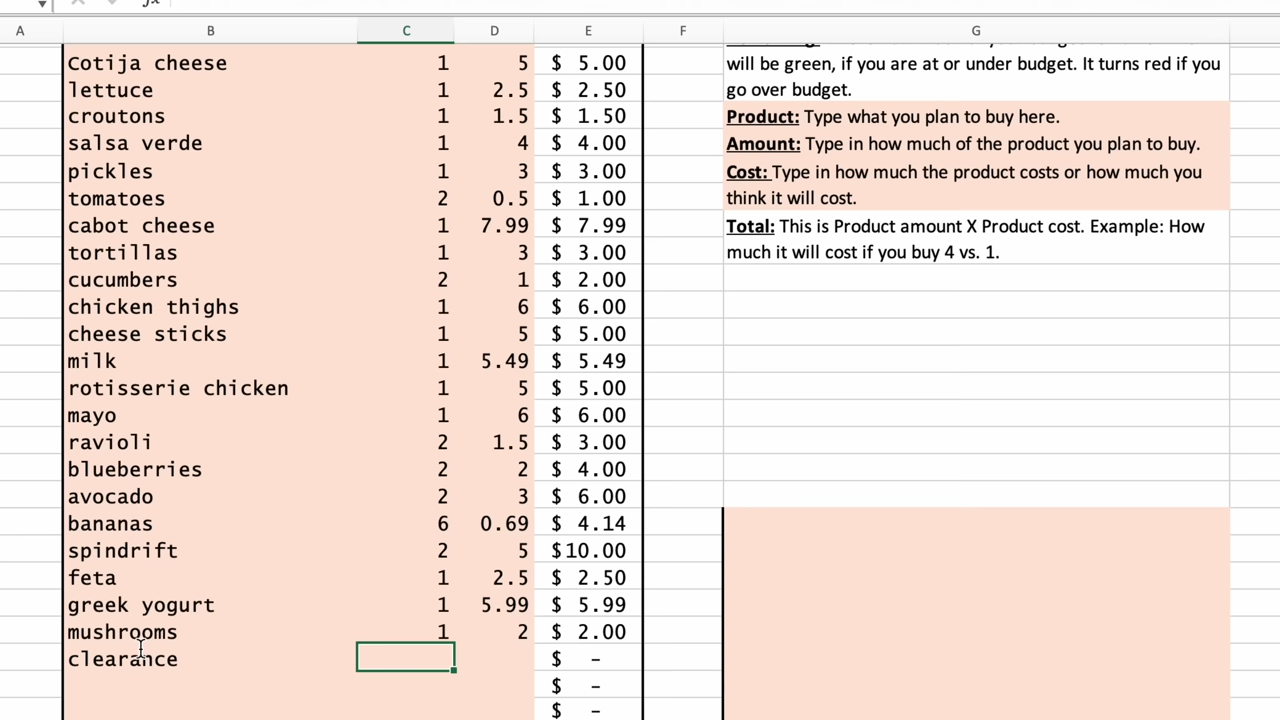 A B C D E F G
Cotija cheese 1 5 $ 5.00
lettuce 1 2.5 $ 2.50
croutons 1 1.5 $ 1.50
salsa verde 1 4 $ 4.00
pickles 1 3 $ 3.00
tomatoes 2 0.5 $ 1.00
cabot cheese 1 7.99 $ 7.99
tortillas 1 3 $ 3.00
cucumbers 2 1 $ 2.00
chicken thighs 1 6 $ 6.00
cheese sticks 1 5 $ 5.00
milk 1 5.49 $ 5.49
rotisserie chicken 1 5 $ 5.00
mayo 1 6 $ 6.00
ravioli 2 1.5 $ 3.00
blueberries 2 2 $ 4.00
avocado 2 3 $ 6.00
bananas 6 0.69 $ 4.14
spindrift 2 5 $10.00
feta 1 2.5 $ 2.50
greek yogurt 1 5.99 $ 5.99
mushrooms 1 2 $ 2.00
clearance $ -
$ -
$ -
will be green, if you are at or under budget. It turns red if you
go over budget.
Product: Type what you plan to buy here.
Amount: Type in how much of the product you plan to buy.
Cost: Type in how much the product costs or how much you
think it will cost.
Total: This is Product amount X Product cost. Example: How
much it will cost if you buy 4 vs. 1.